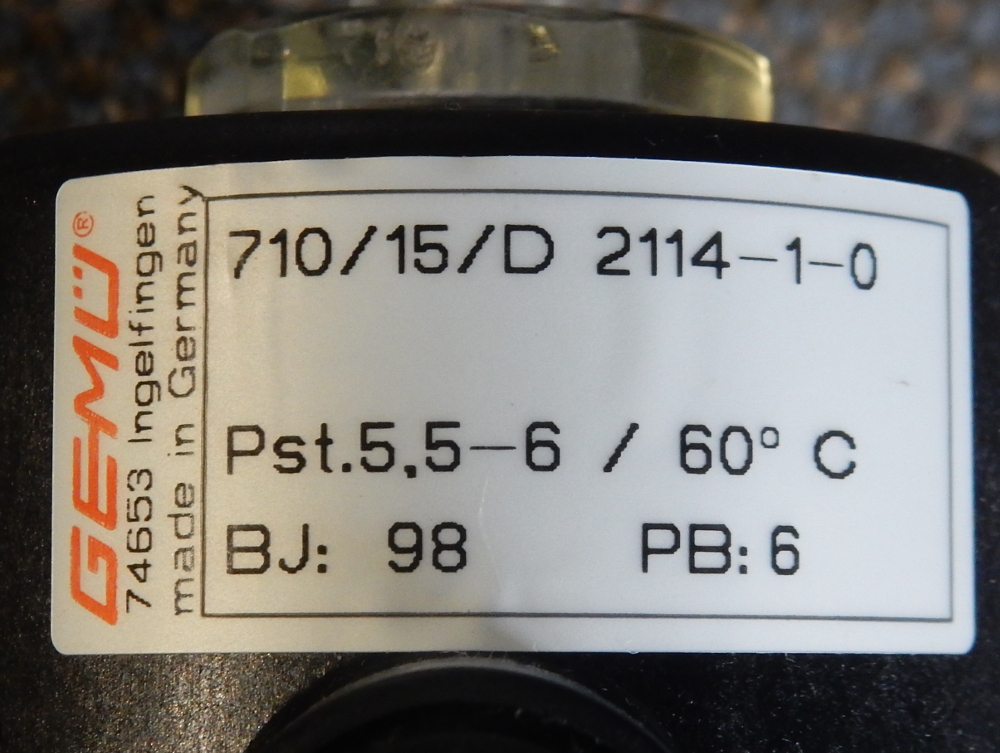 GEMÜ®
74653 Ingelfingen
made in Germany
710/15/D 2114-1-0
Pst.5,5-6 / 60° C
BJ: 98 PB: 6